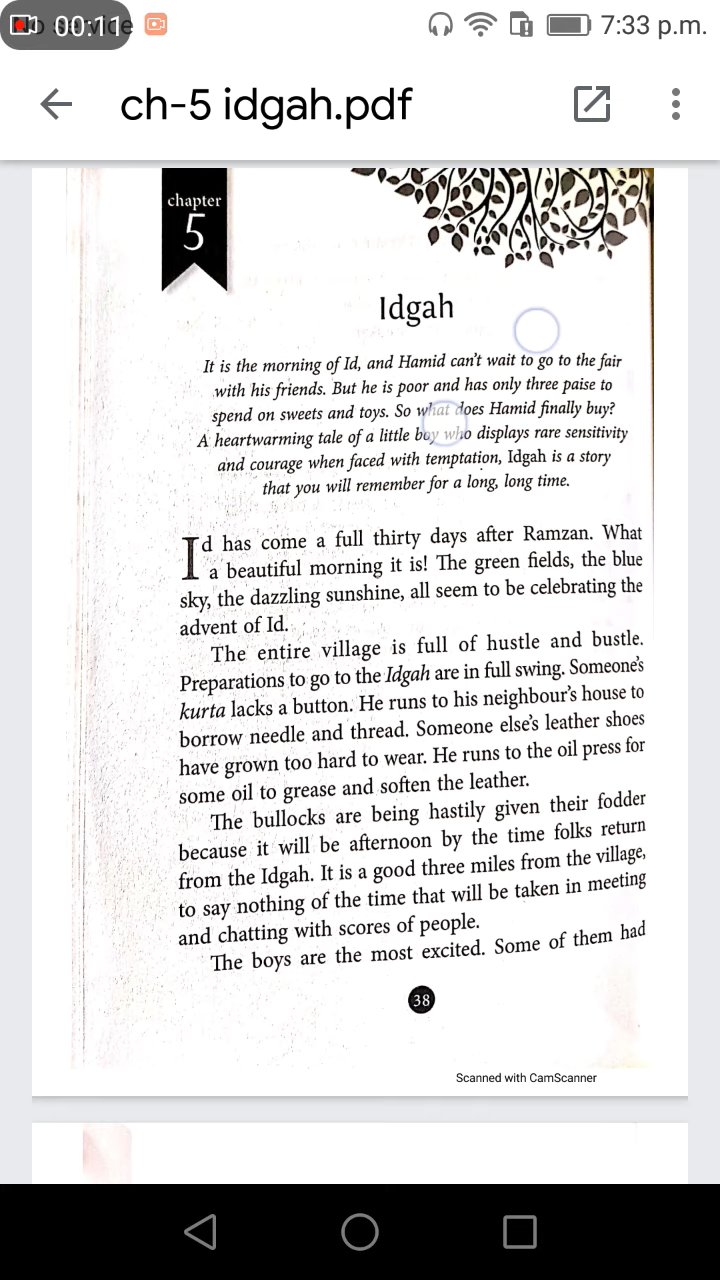 00:11
7:33 p.m.
ch-5 idgah.pdf
chapter
5
Idgah
It is the morning of Id, and Hamid can't wait to go to the fair
with his friends. But he is poor and has only three paise to
spend on sweets and toys. So what does Hamid finally buy?
A heartwarming tale of a little boy who displays rare sensitivity
and courage when faced with temptation, Idgah is a story
that you will remember for a long, long time.
Id has come a full thirty days after Ramzan. What
a beautiful morning it is! The green fields, the blue
sky, the dazzling sunshine, all seem to be celebrating the
advent of Id.
The entire village is full of hustle and bustle.
Preparations to go to the Idgah are in full swing. Someone's
kurta lacks a button. He runs to his neighbour's house to
borrow needle and thread. Someone else's leather shoes
have grown too hard to wear. He runs to the oil press for
some oil to grease and soften the leather.
The bullocks are being hastily given their fodder
because it will be afternoon by the time folks return
from the Idgah. It is a good three miles from the village,
to say nothing of the time that will be taken in meeting
and chatting with scores of people.
The boys are the most excited. Some of them had
38
Scanned with CamScanner